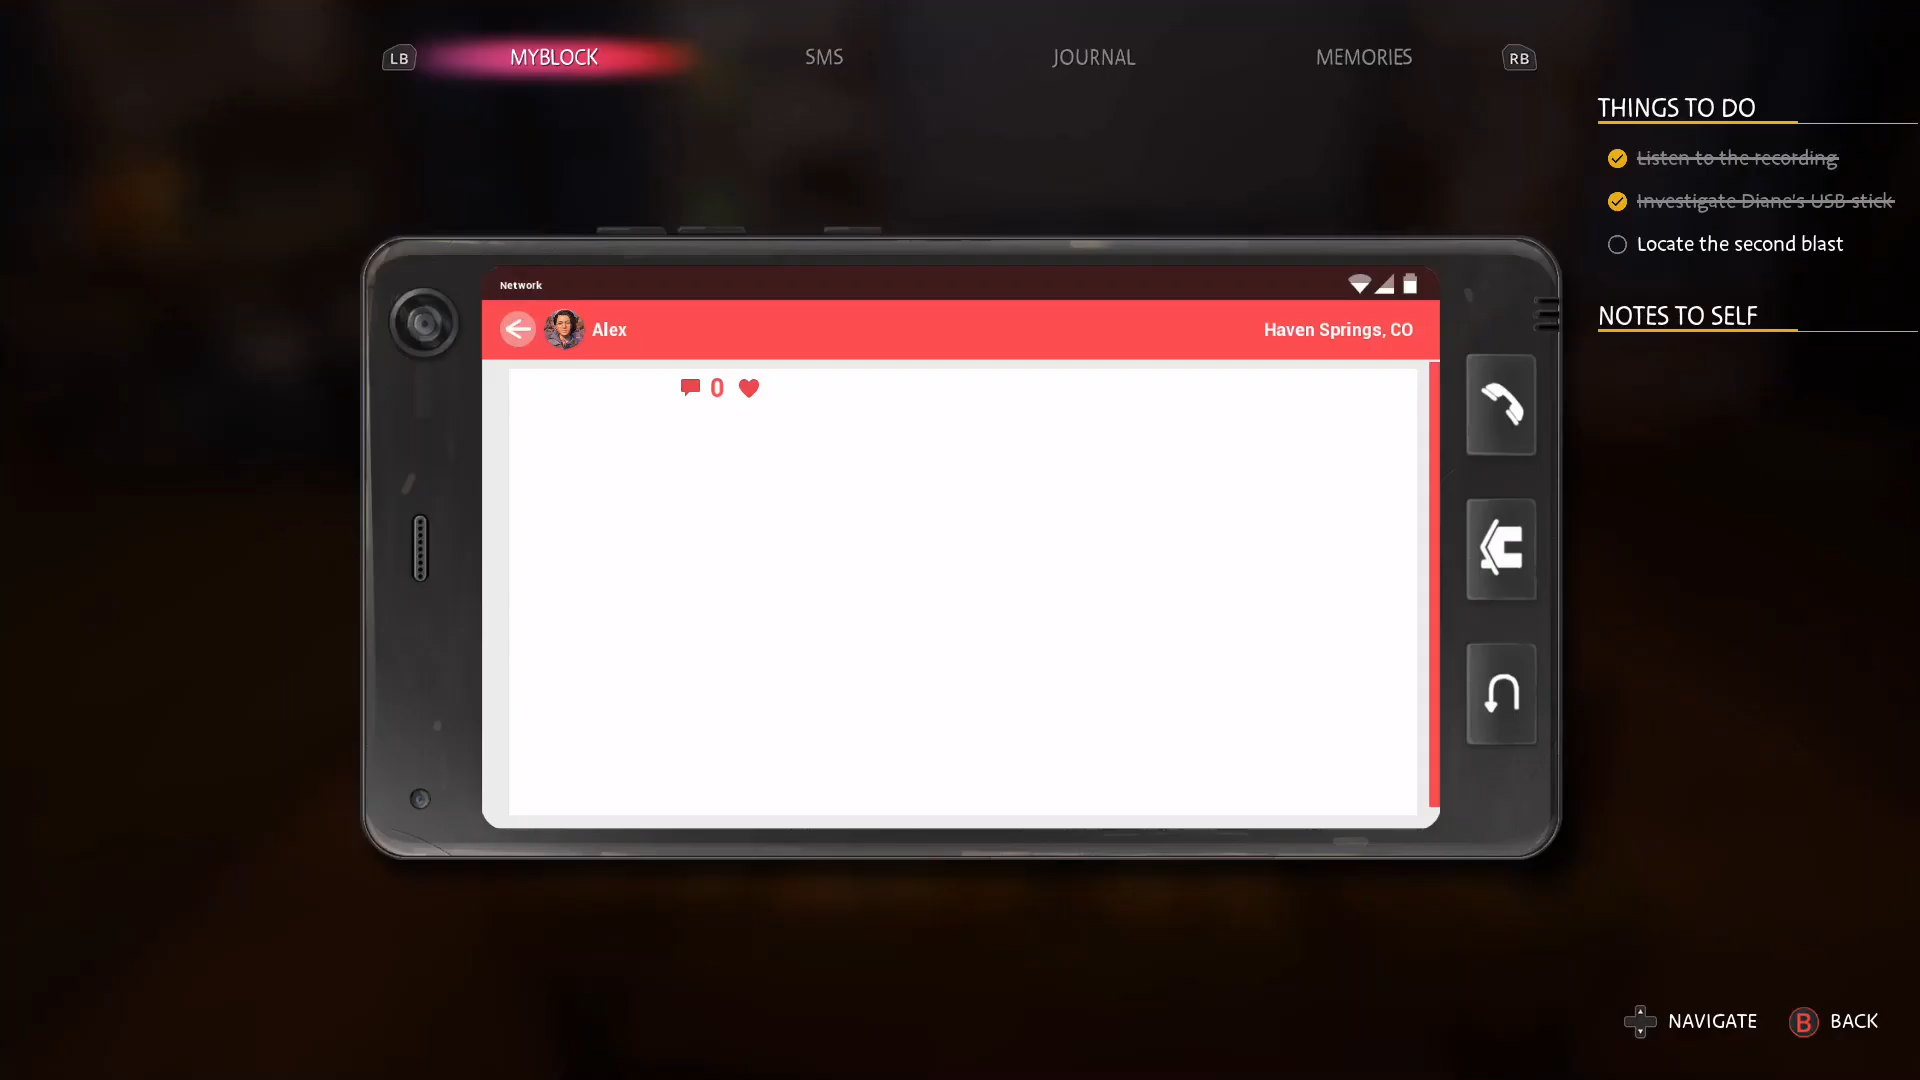 LB
MYBLOCK
SMS
JOURNAL
MEMORIES
RB
THINGS TO DO
Listen to the recording
Investigate Diane's USB stick
Locate the second blast
NOTES TO SELF
Network
Alex
Haven Springs, CO
0
NAVIGATE
B BACK